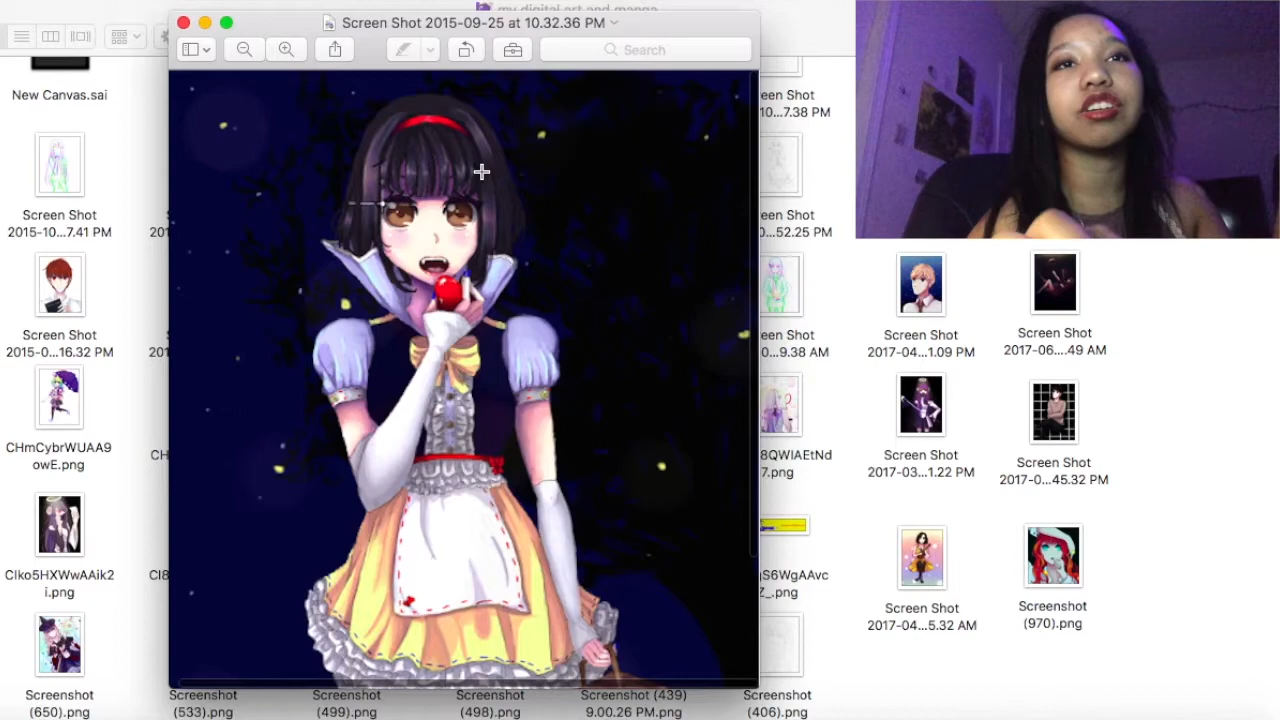 my digital art and manga
Screen Shot 2015-09-25 at 10.32.36 PM
Search
New Canvas.sai
een Shot
10...7.38 PM
Screen Shot
2015-10...7.41 PM
201
een Shot
0...52.25 PM
Screen Shot
2015-0...16.32 PM
201
een Shot
0...9.38 AM
Screen Shot
2017-04....1.09 PM
Screen Shot
2017-06....49 AM
CHmCybrWUAA9
owE.png
CH
8QWIAEtNd
7.png
Screen Shot
2017-03...1.22 PM
Screen Shot
2017-0...45.32 PM
CIko5HXWwAAik2
i.png
CI8
qS6WgAAvc
Z_.png
Screen Shot
2017-04...5.32 AM
Screenshot
(970).png
Screenshot
(650).png
Screenshot
(533).png
Screenshot
(499).png
Screenshot
(498).png
Screenshot (439)
9.00.26 PM.png
Screenshot
(406).png